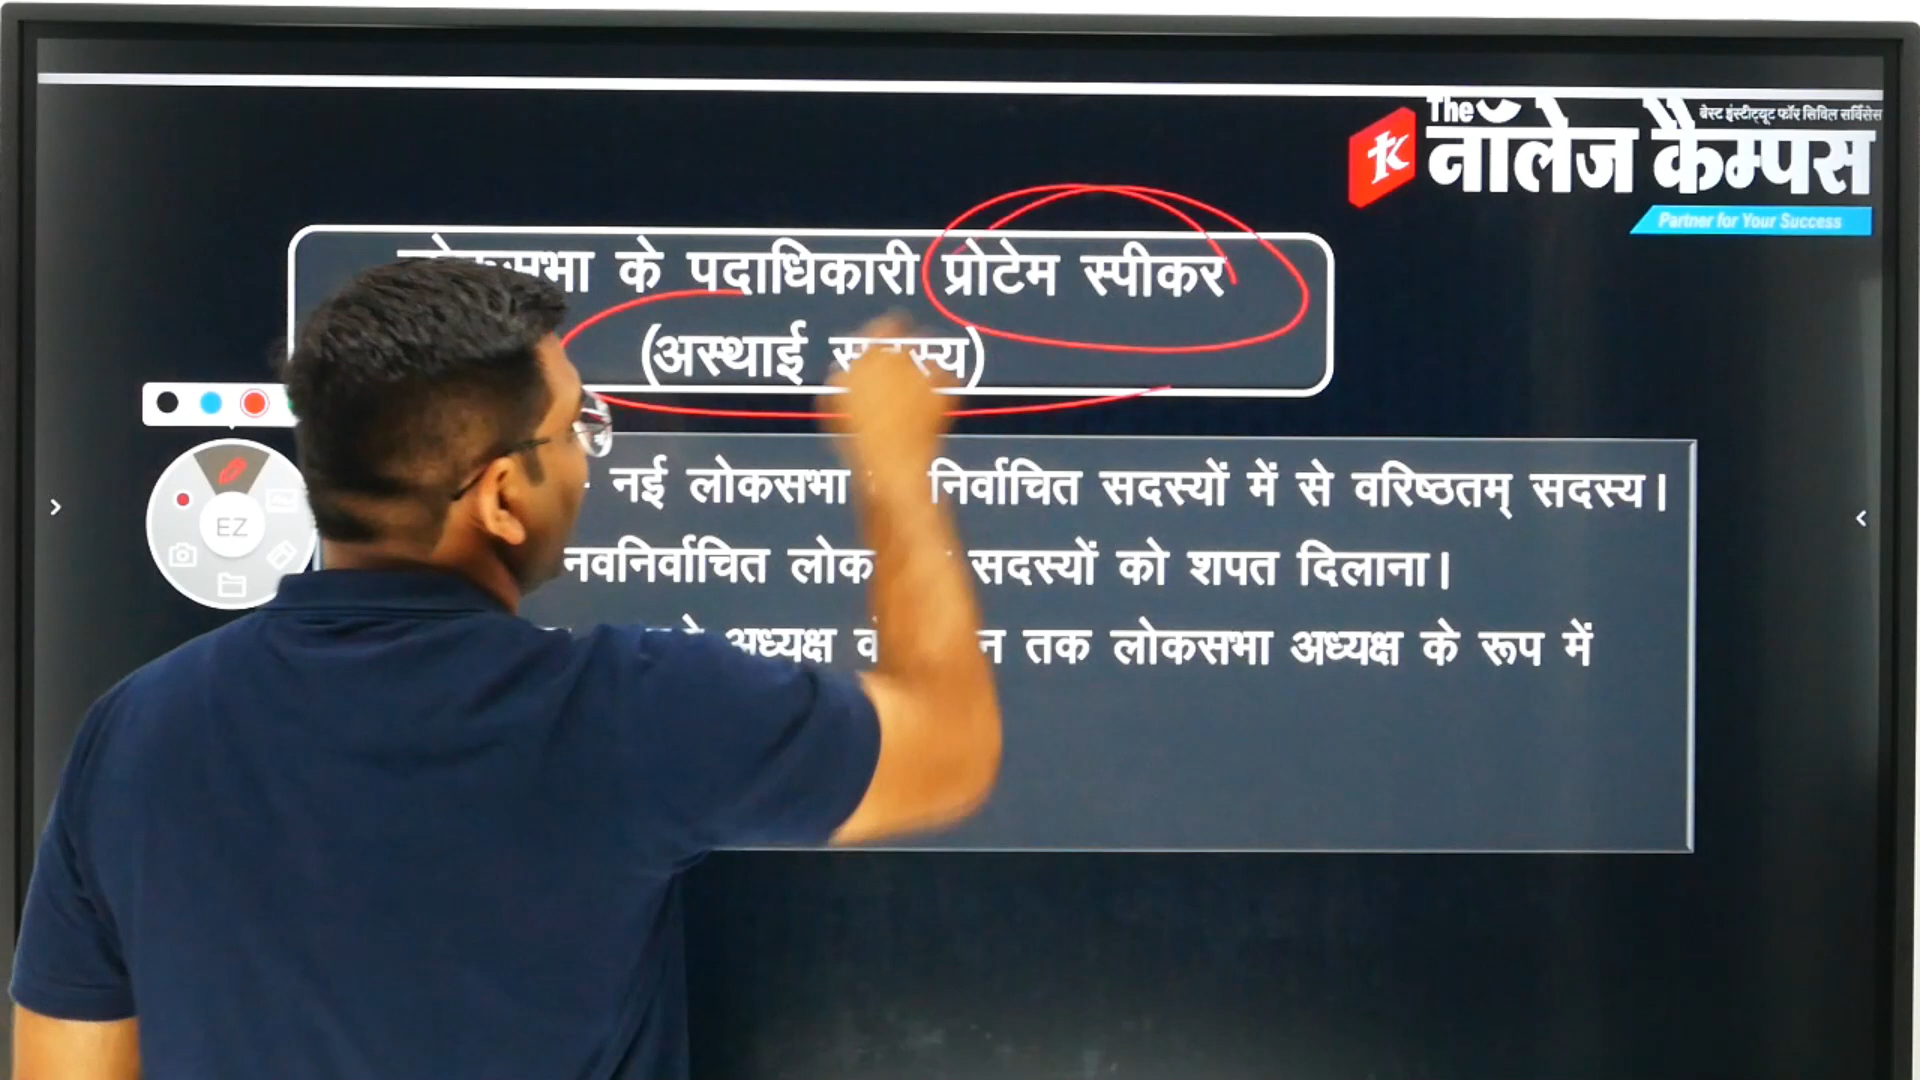 The
बेस्ट इंस्टीट्यूट फॉर सिविल सर्विसेस
नॉलेज कैम्पस
Partner for Your Success
के पदाधिकारी प्रोटेम स्पीकर
(अस्थाई
नई लोकसभा निर्वाचित सदस्यों में से वरिष्ठतम् सदस्य।
नवनिर्वाचित सदस्यों को शपत दिलाना।
अध्यक्ष तक लोकसभा अध्यक्ष के रूप में
EZ